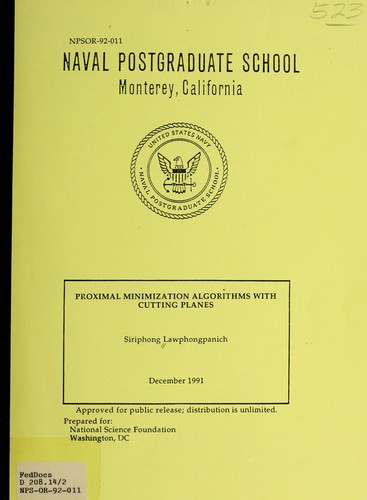 523
NPSOR-92-011
NAVAL POSTGRADUATE SCHOOL
Monterey, California
UNITED STATES NAVY
NAVAL POSTGRADUATE SCHOOL
PROXIMAL MINIMIZATION ALGORITHMS WITH
CUTTING PLANES
Siriphong Lawphongpanich
December 1991
Approved for public release; distribution is unlimited.
Prepared for:
National Science Foundation
Washington, DC
FedDocs
D 208.14/2
NPS-OR-92-011